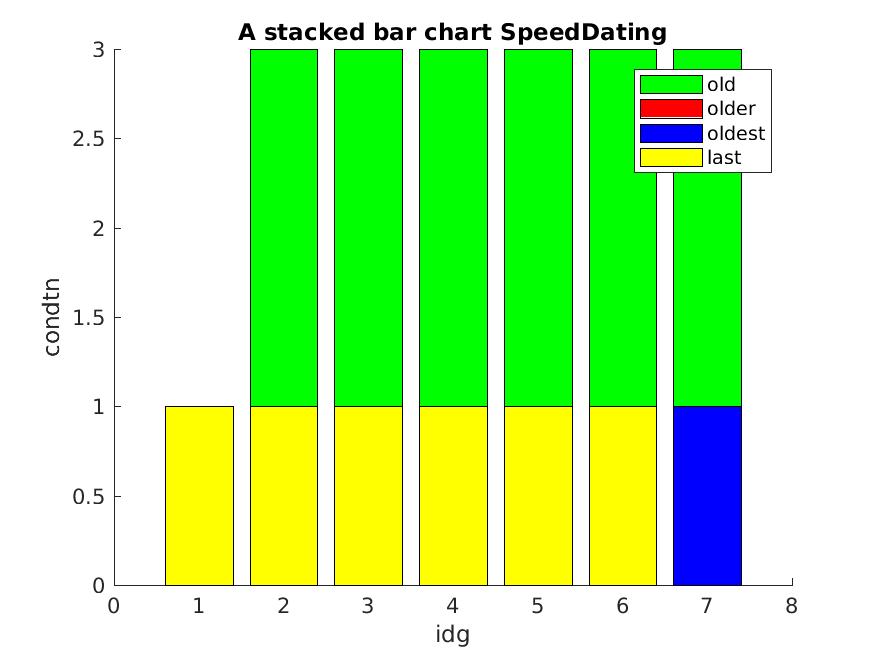 A stacked bar chart SpeedDating
3
2.5
2
1.5
1
0.5
0
condtn
old
older
oldest
last
0 1 2 3 4 5 6 7 8
idg